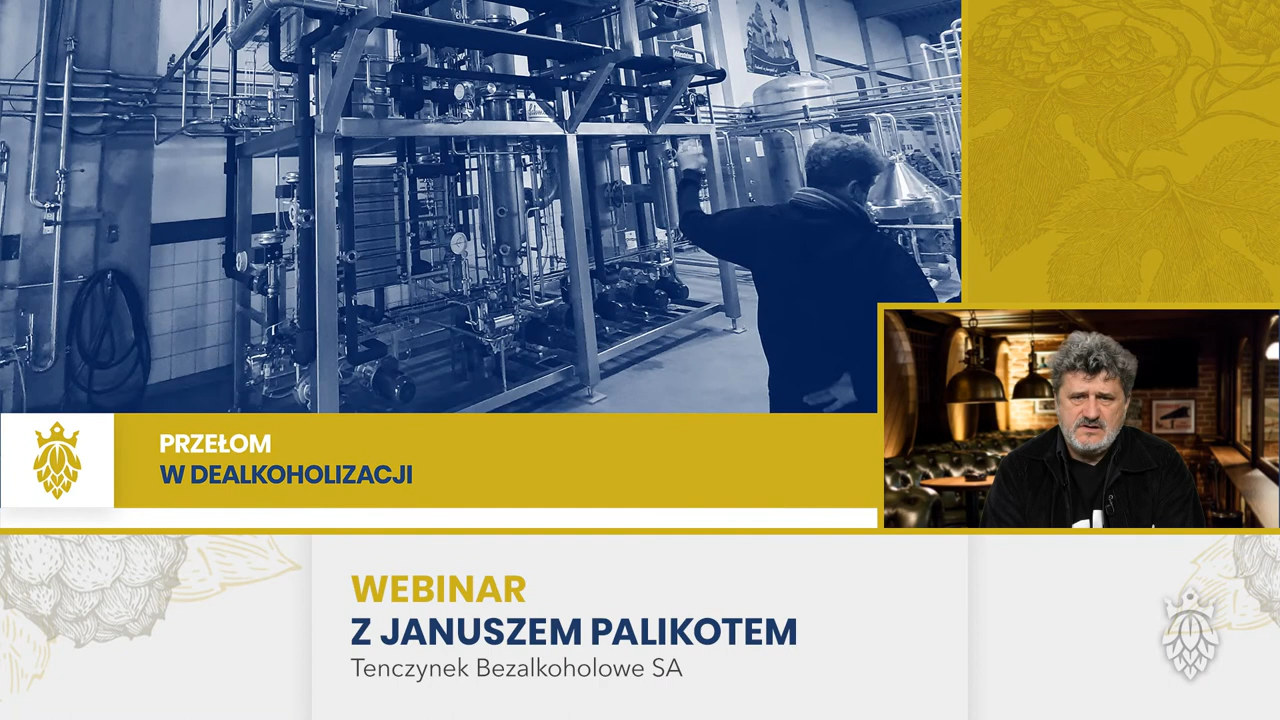 PRZEŁOM
W DEALKOHOLIZACJI
WEBINAR
Z JANUSZEM PALIKOTEM
Tenczynek Bezalkoholowe SA